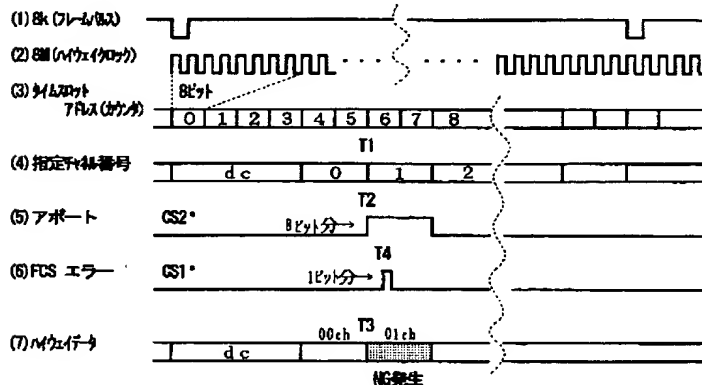 (1) 8k (フレームパルス)
(2) 8M (ハイウェイクロック)
(3) タイムスロット
アドレス(カウンタ)
8ビット
0 1 2 3 4 5 6 7 8
T1
(4) 指定チャネル番号
dc 0 1 2
T2
(5) アボート
CS2*
8ビット分→
T4
(6) FCS エラー
CS1*
1ビット分→
T3
00ch 01ch
(7) ハイウェイデータ
dc
NG発生